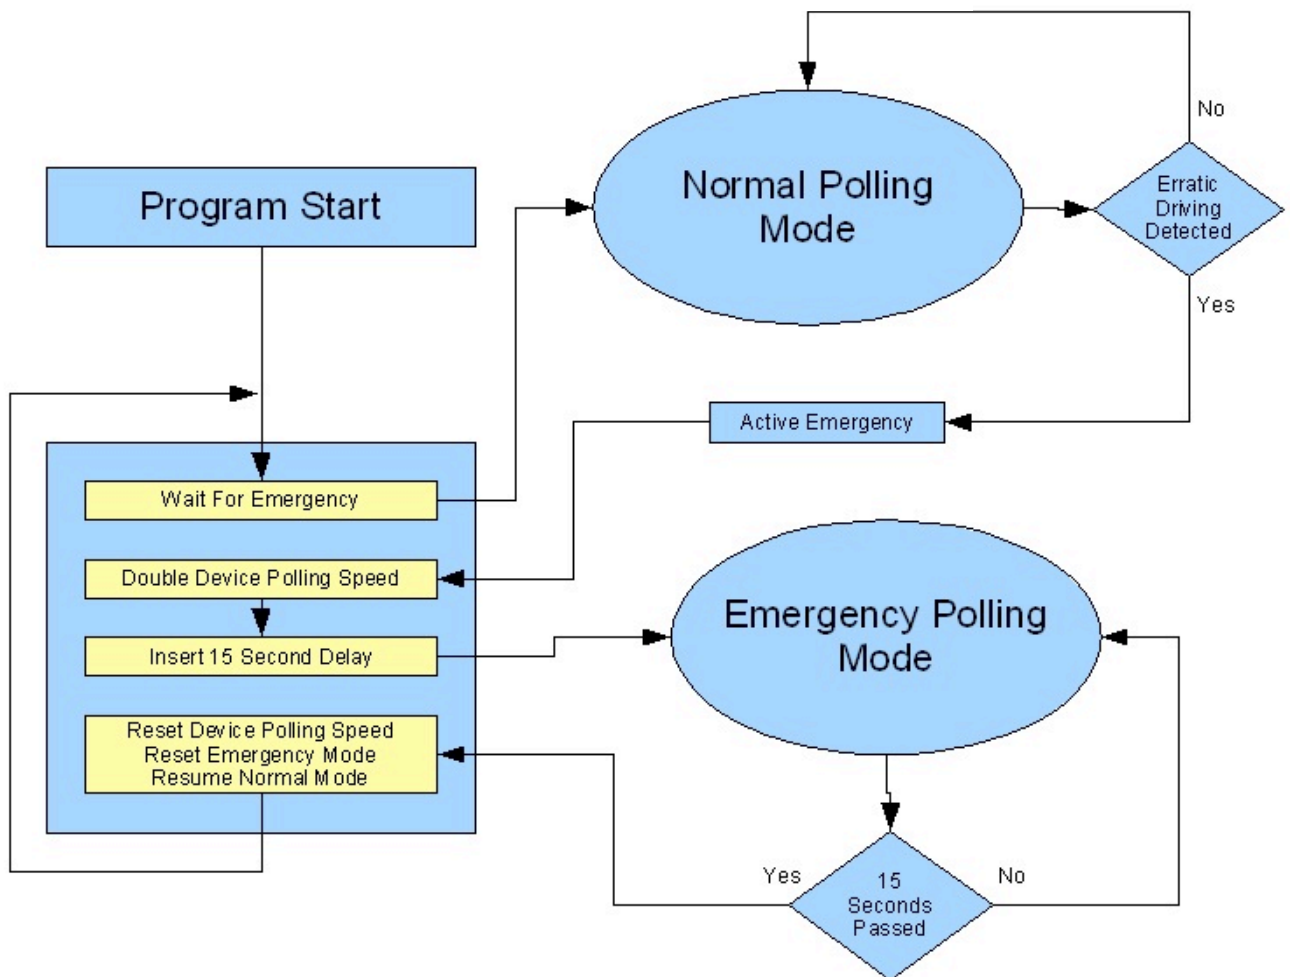 Program Start
Normal Polling
Mode
No
Erratic
Driving
Detected
Yes
Active Emergency
Wait For Emergency
Double Device Polling Speed
Insert 15 Second Delay
Reset Device Polling Speed
Reset Emergency Mode
Resume Normal Mode
Emergency Polling
Mode
Yes
15
Seconds
Passed
No